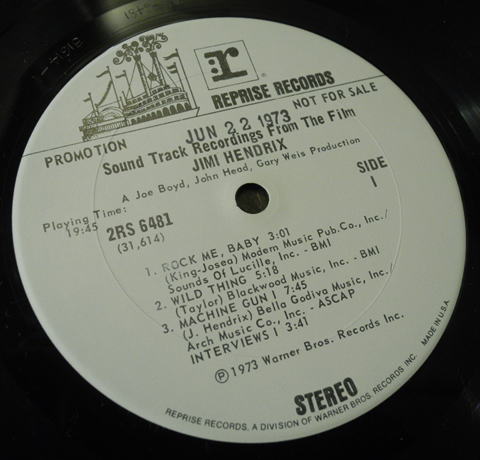 r
®
REPRISE RECORDS
NOT FOR SALE
PROMOTION
JUN 22 1973
Sound Track Recordings From The Film
JIMI HENDRIX
A Joe Boyd, John Head, Gary Weis Production
SIDE
1
Playing Time:
19:45
2RS 6481
(31,614)
1. ROCK ME, BABY 3:01
(King-Josea) Modern Music Pub. Co., Inc./
Sounds Of Lucille, Inc. - BMI
2. WILD THING 5:18
(Taylor) Blackwood Music, Inc. - BMI
3. MACHINE GUN I 7:45
(J. Hendrix) Bella Godiva Music, Inc./
Arch Music Co., Inc. - ASCAP
INTERVIEWS I 3:41
Ⓟ1973 Warner Bros. Records Inc.
STEREO
REPRISE RECORDS, A DIVISION OF WARNER BROS. RECORDS INC. MADE IN U.S.A.